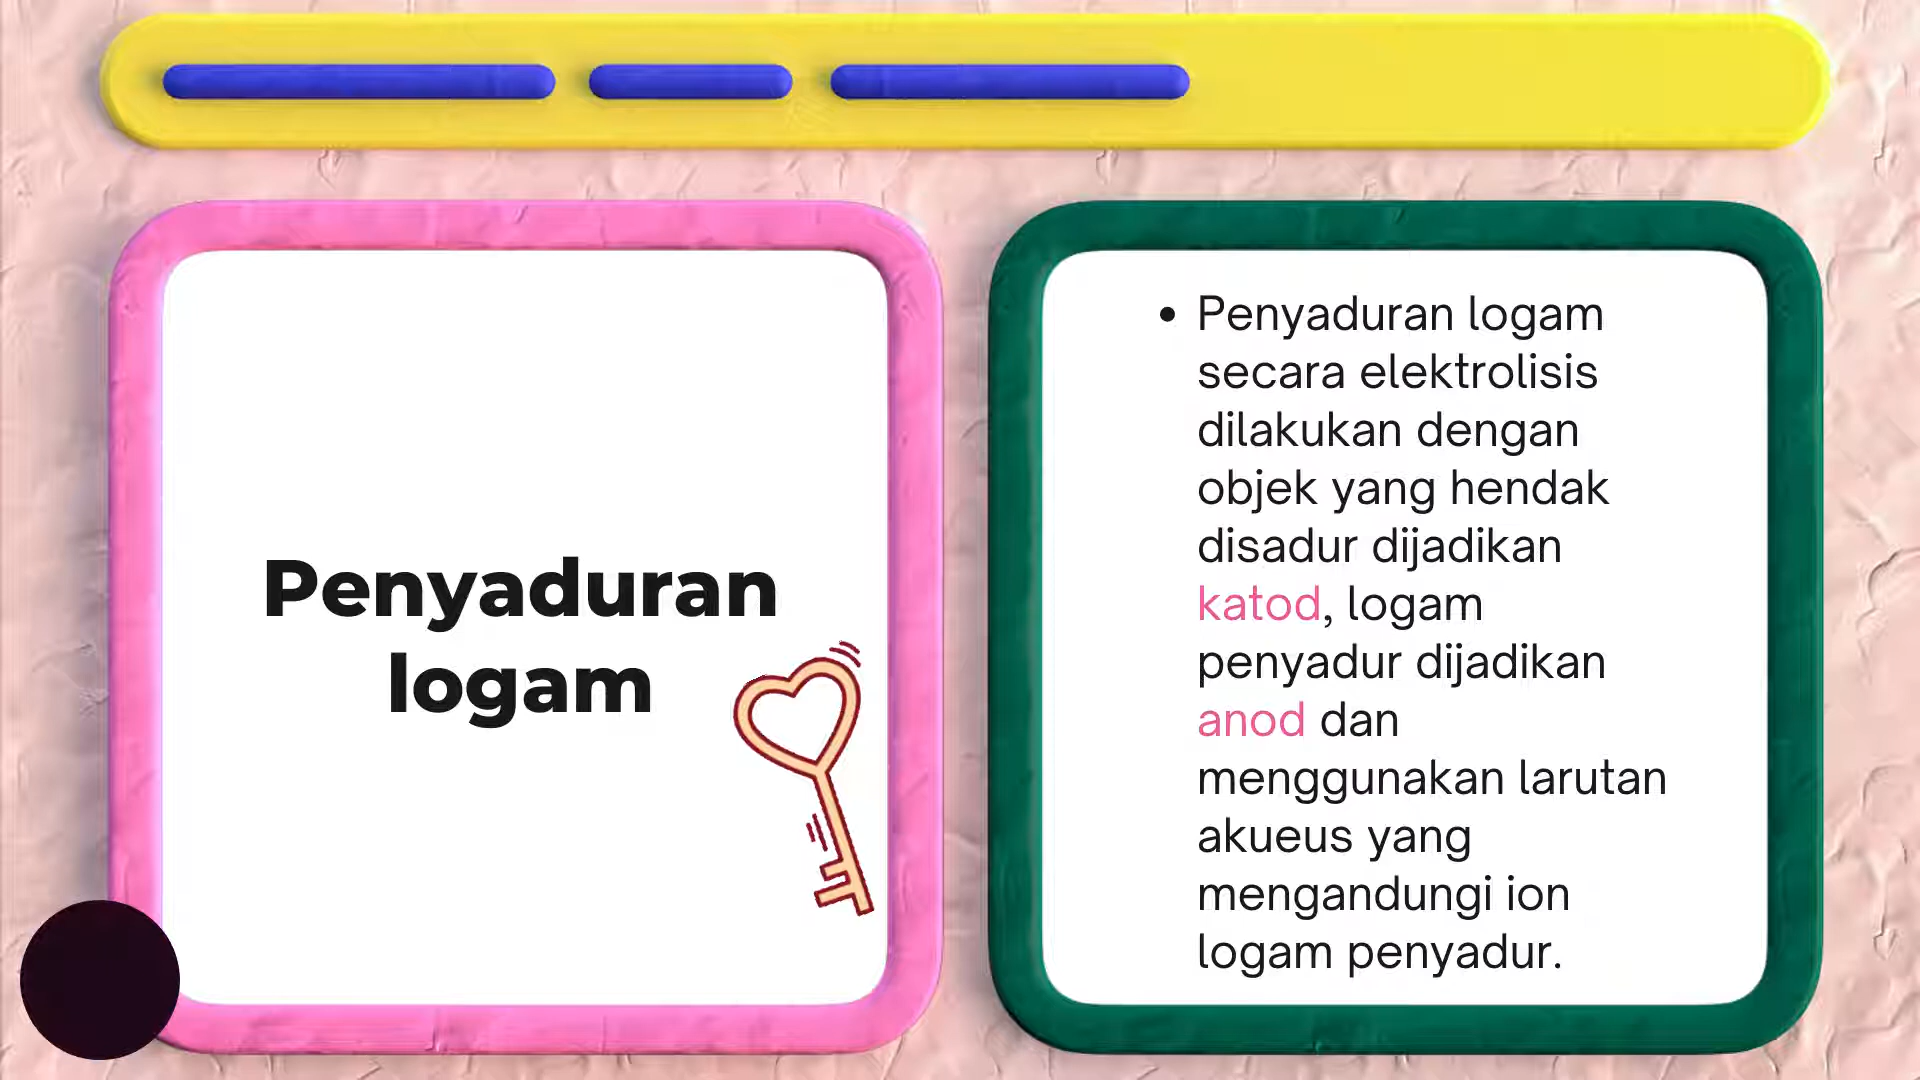 Penyaduran
logam
• Penyaduran logam
secara elektrolisis
dilakukan dengan
objek yang hendak
disadur dijadikan
katod, logam
penyadur dijadikan
anod dan
menggunakan larutan
akueus yang
mengandungi ion
logam penyadur.